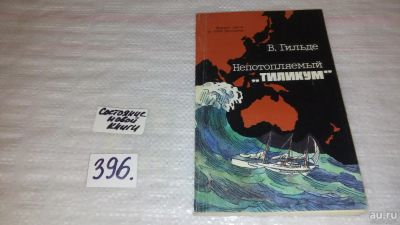 В. Гильде
Непотопляемый
„ТИЛИКУМ"
Состояние
новой
книги
396.
au.ru